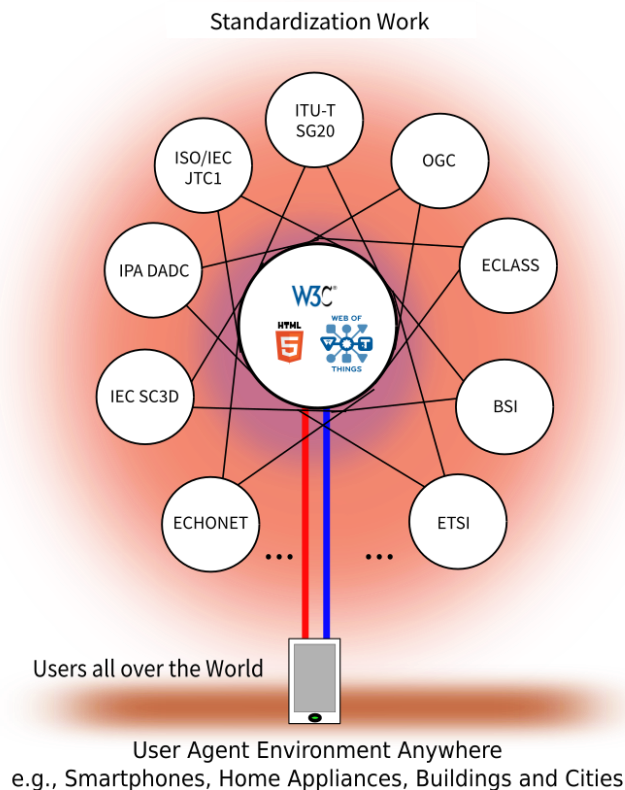 Standardization Work
ITU-T
SG20
ISO/IEC
JTC1
OGC
IPA DADC
ECLASS
W3C®
HTML
5
WEB OF
W T
THINGS
IEC SC3D
BSI
ECHONET
ETSI
... ...
Users all over the World
User Agent Environment Anywhere
e.g., Smartphones, Home Appliances, Buildings and Cities